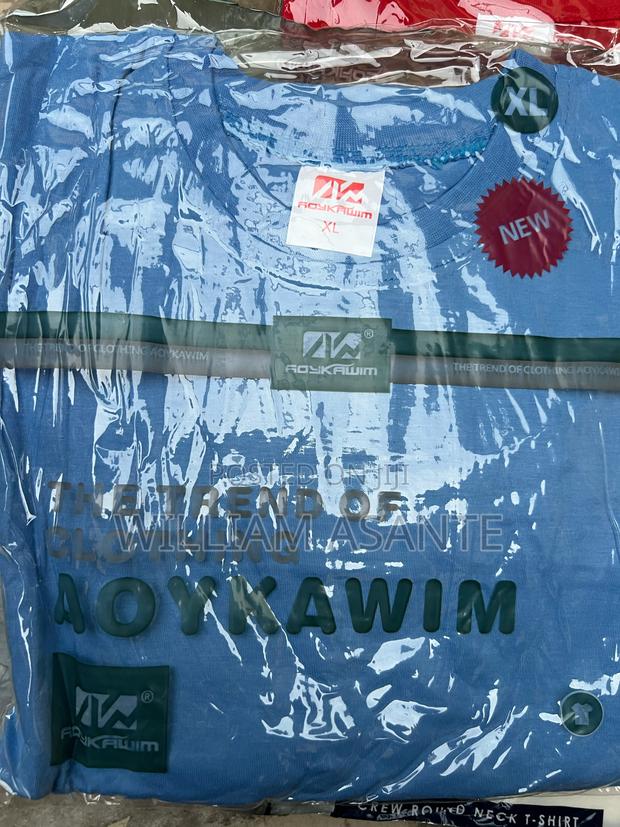 XL
AOYKAWIM
XL
NEW
®
AOYKAWIM
THE TREND OF CLOTHING AOYKAWIM
THE TREND OF CLOTHING AOYKAWIM
POSTED ON JIJI
THE TREND OF
WILLIAM ASANTE
CLOTHING
AOYKAWIM
®
AOYKAWIM
CREW ROUND NECK T-SHIRT